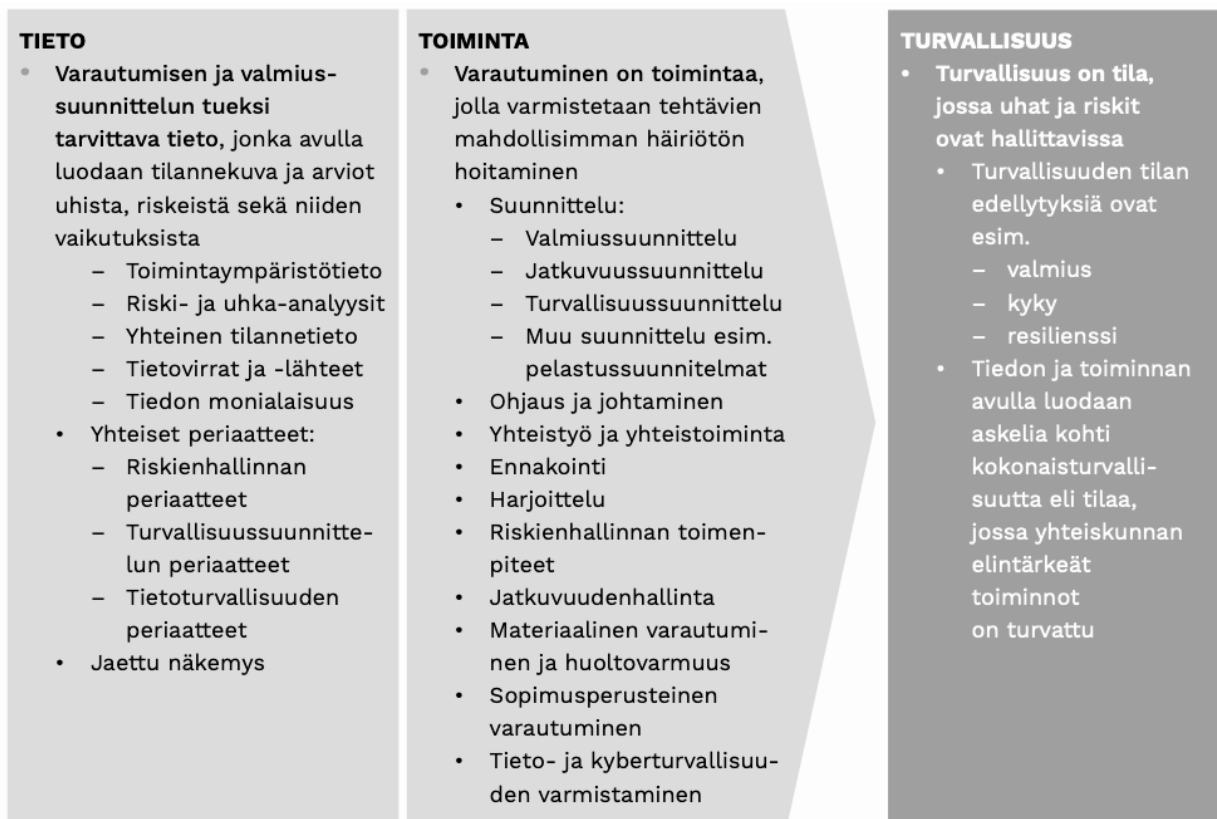 TIETO
• Varautumisen ja valmius-
suunnittelun tueksi
tarvittava tieto, jonka avulla
luodaan tilannekuva ja arviot
uhista, riskeistä sekä niiden
vaikutuksista
– Toimintaympäristötieto
– Riski- ja uhka-analyysit
– Yhteinen tilannetieto
– Tietovirrat ja -lähteet
– Tiedon monialaisuus
• Yhteiset periaatteet:
– Riskienhallinnan
periaatteet
– Turvallisuussuunnitte-
lun periaatteet
– Tietoturvallisuuden
periaatteet
• Jaettu näkemys
TOIMINTA
• Varautuminen on toimintaa,
jolla varmistetaan tehtävien
mahdollisimman häiriötön
hoitaminen
• Suunnittelu:
– Valmiussuunnittelu
– Jatkuvuussuunnittelu
– Turvallisuussuunnittelu
– Muu suunnittelu esim.
pelastussuunnitelmat
• Ohjaus ja johtaminen
• Yhteistyö ja yhteistoiminta
• Ennakointi
• Harjoittelu
• Riskienhallinnan toimen-
piteet
• Jatkuvuudenhallinta
• Materiaalinen varautumi-
nen ja huoltovarmuus
• Sopimusperusteinen
varautuminen
• Tieto- ja kyberturvallisuu-
den varmistaminen
TURVALLISUUS
• Turvallisuus on tila,
jossa uhat ja riskit
ovat hallittavissa
• Turvallisuuden tilan
edellytyksiä ovat
esim.
– valmius
– kyky
– resilienssi
• Tiedon ja toiminnan
avulla luodaan
askelia kohti
kokonaisturvalli-
suutta eli tilaa,
jossa yhteiskunnan
elintärkeät
toiminnot
on turvattu